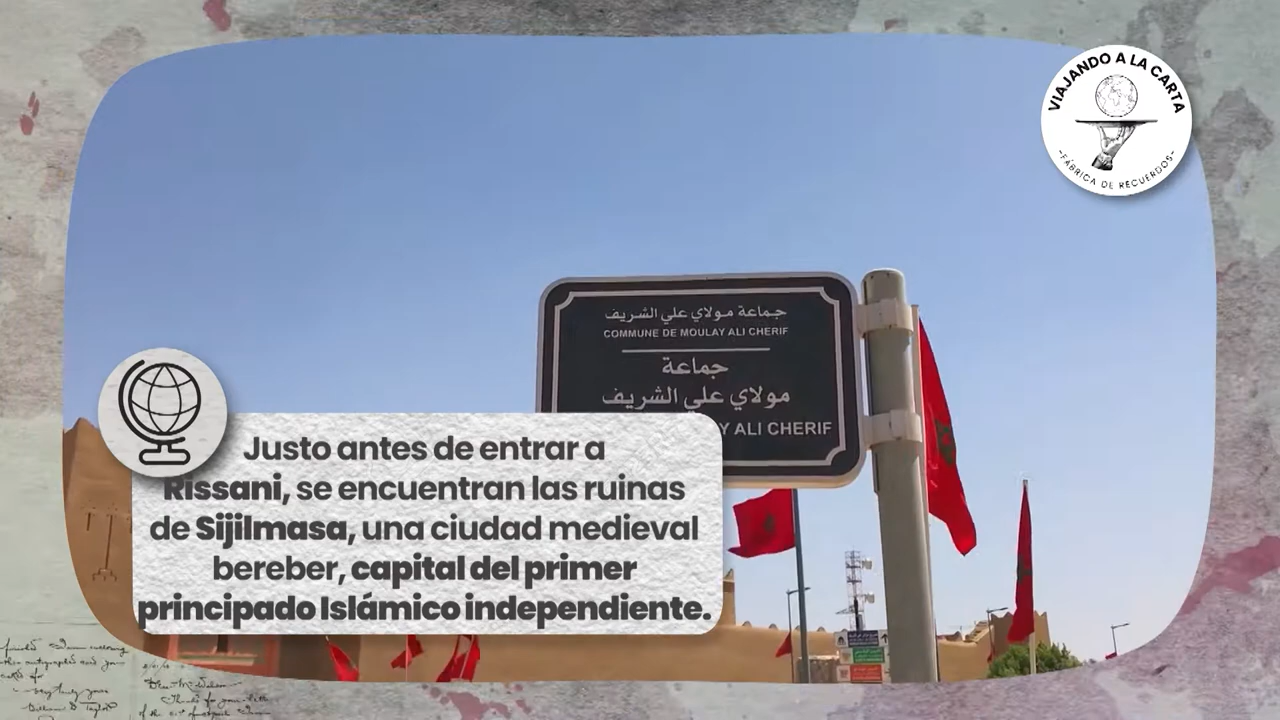 VIAJANDO A LA CARTA
-FÁBRICA DE RECUERDOS-
جماعة مولاي علي الشريف
COMMUNE DE MOULAY ALI CHERIF
جماعة
مولاي علي الشريف
Y ALI CHERIF
Justo antes de entrar a
Rissani, se encuentran las ruinas
de Sijilmasa, una ciudad medieval
bereber, capital del primer
principado Islámico independiente.